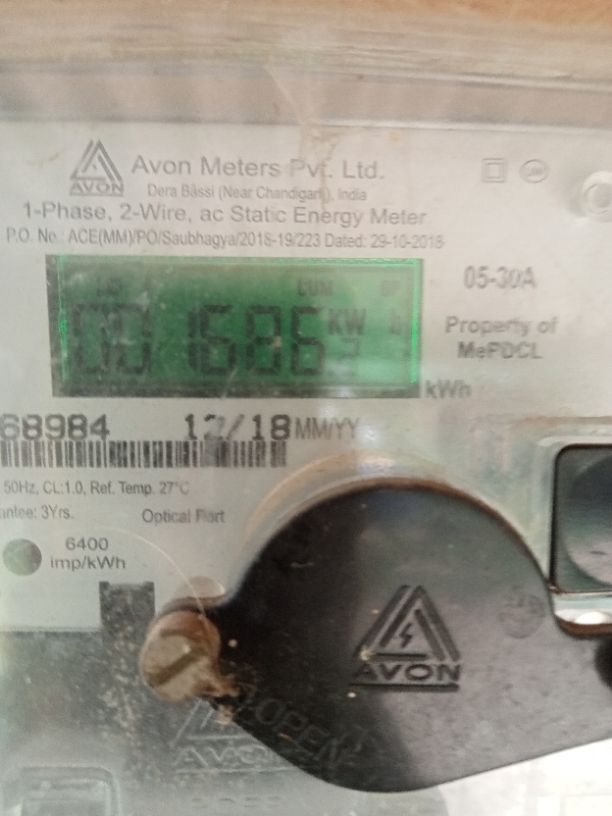 AVON
Avon Meters Pvt. Ltd.
Dera Bassi (Near Chandigarh), India
1-Phase, 2-Wire, ac Static Energy Meter
P.O. No.: ACE(MM)/PO/Saubhagya/2018-19/223 Dated: 29-10-2018
05-30A
CUM
KW h
Property of
MePDCL
kWh
68984 12/18 MM/YY
50Hz, CL:1.0, Ref. Temp. 27°C
antee: 3Yrs. Optical Port
6400
imp/kWh
AVON
OPEN
AVON